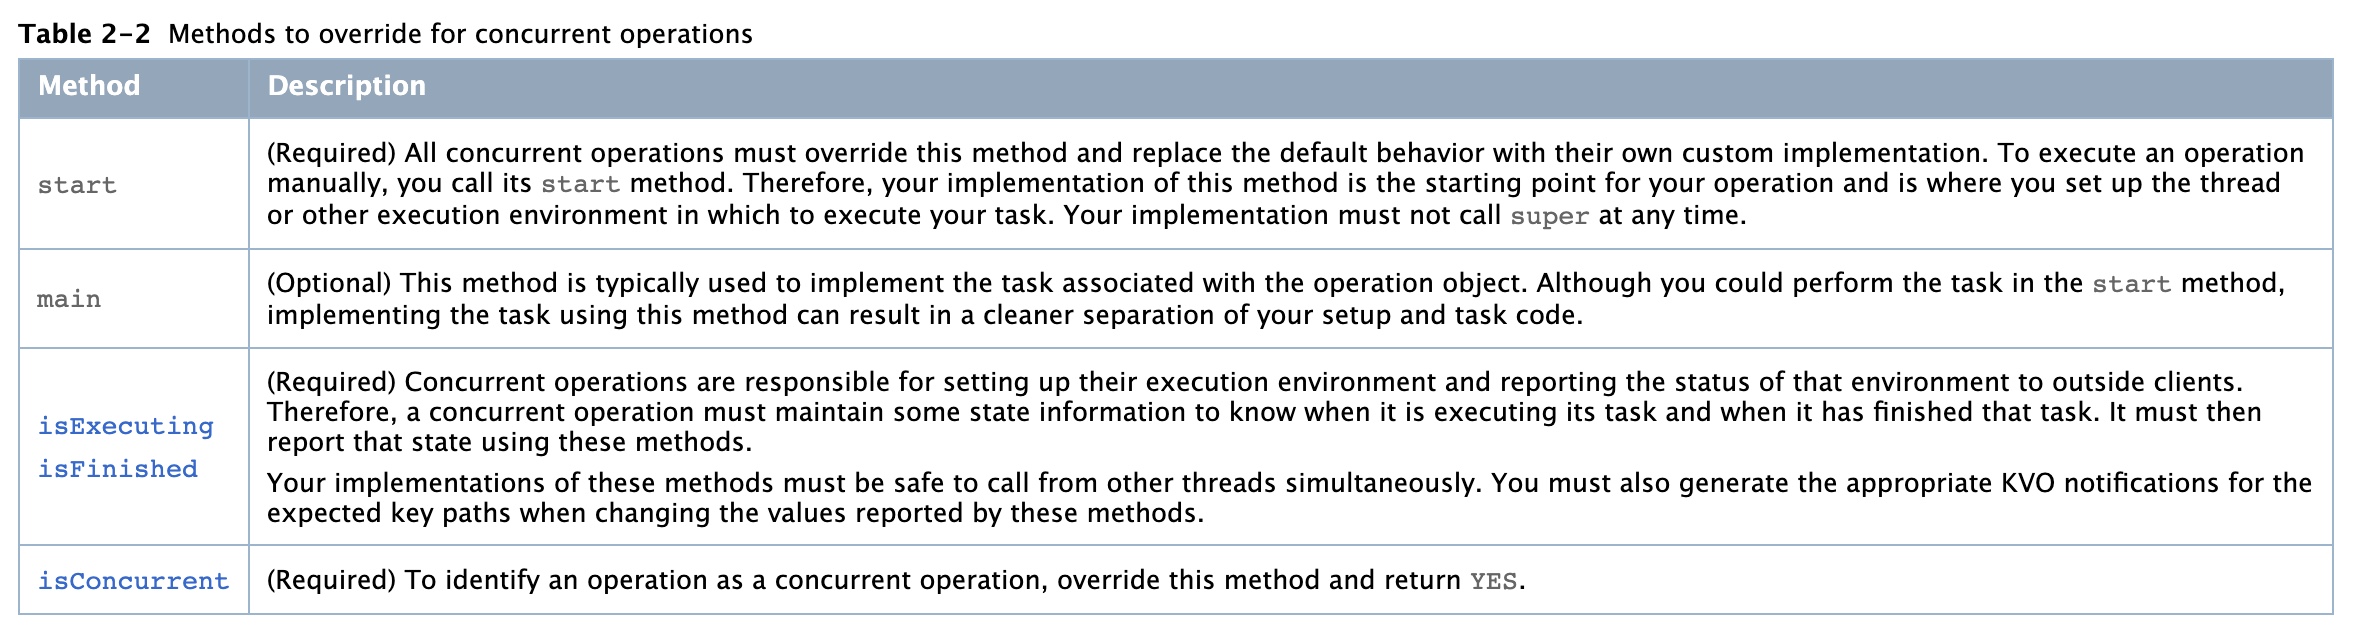 Table 2-2 Methods to override for concurrent operations
Method Description
start
(Required) All concurrent operations must override this method and replace the default behavior with their own custom implementation. To execute an operation
manually, you call its start method. Therefore, your implementation of this method is the starting point for your operation and is where you set up the thread
or other execution environment in which to execute your task. Your implementation must not call super at any time.
main
(Optional) This method is typically used to implement the task associated with the operation object. Although you could perform the task in the start method,
implementing the task using this method can result in a cleaner separation of your setup and task code.
isExecuting
isFinished
(Required) Concurrent operations are responsible for setting up their execution environment and reporting the status of that environment to outside clients.
Therefore, a concurrent operation must maintain some state information to know when it is executing its task and when it has finished that task. It must then
report that state using these methods.
Your implementations of these methods must be safe to call from other threads simultaneously. You must also generate the appropriate KVO notifications for the
expected key paths when changing the values reported by these methods.
isConcurrent (Required) To identify an operation as a concurrent operation, override this method and return YES.